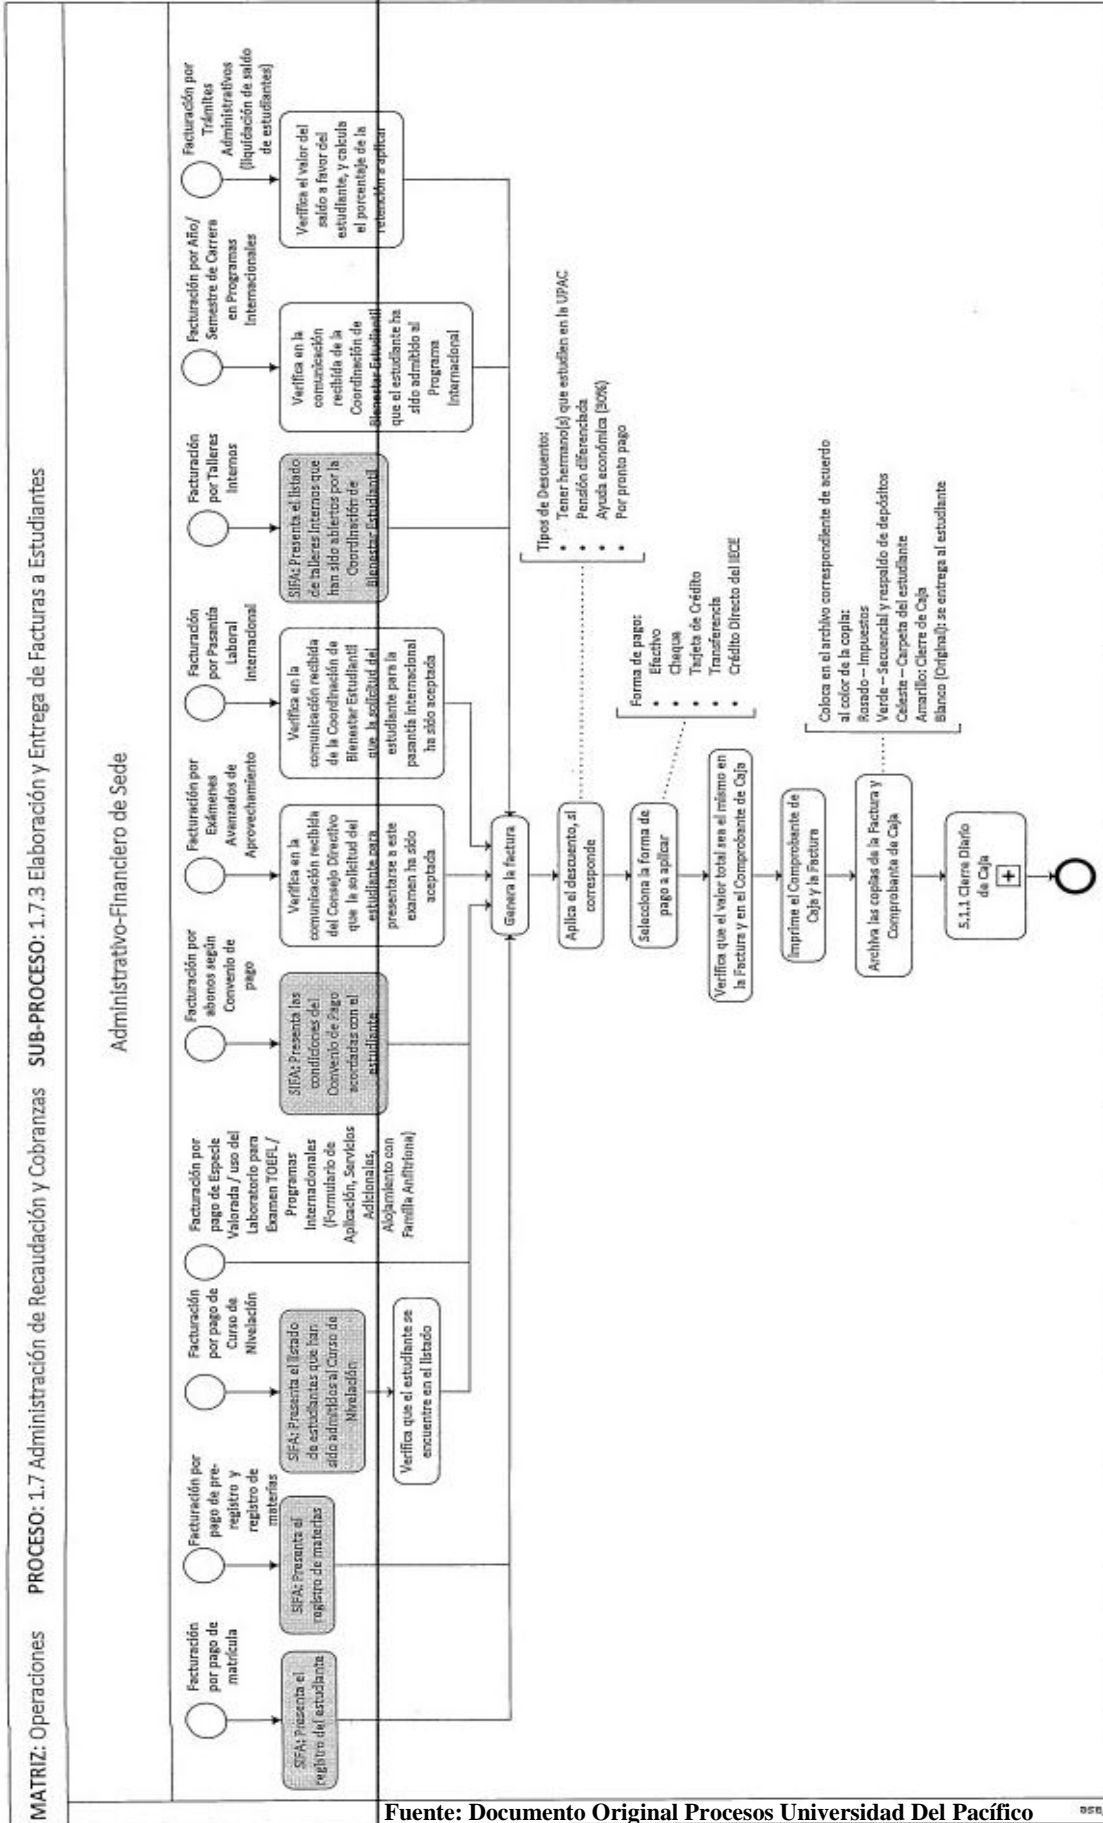 MATRIZ: Operaciones PROCESO: 1.7 Administración de Recaudación y Cobranzas SUB-PROCESO: 1.7.3 Elaboración y Entrega de Facturas a Estudiantes
Administrativo-Financiero de Sede
Facturación
por pago de
matrícula
SIFA: Presenta el
registro del estudiante
Facturación por
pago de pre-
registro y
registro de
materias
SIFA: Presenta el
registro de materias
Facturación
por pago de
Curso de
Nivelación
SIFA: Presenta el listado
de estudiantes que han
sido admitidos al Curso de
Nivelación
Verifica que el estudiante se
encuentre en el listado
Facturación por
pago de Especie
Valorada / uso del
Laboratorio para
Examen TOEFL /
Programas
Internacionales
(Formulario de
Aplicación, Servicios
Adicionales,
Alojamiento con
Familia Anfitriona)
Facturación por
abonos según
Convenio de
pago
SIFA: Presenta las
condiciones del
Convenio de Pago
acordadas con el
estudiante
Facturación por
Exámenes
Avanzados de
Aprovechamiento
Verifica en la
comunicación recibida
del Consejo Directivo
que la solicitud del
estudiante para
presentarse a este
examen ha sido
aceptada
Facturación
por Pasantía
Laboral
Internacional
Verifica en la
comunicación recibida
de la Coordinación de
Bienestar Estudiantil
que la solicitud del
estudiante para la
pasantía Internacional
ha sido aceptada
Facturación
por Talleres
Internos
SIFA: Presenta el listado
de talleres Internos que
han sido abiertos por la
Coordinación de
Bienestar Estudiantil
Facturación por Año/
Semestre de Carrera
en Programas
Internacionales
Verifica en la
comunicación
recibida de la
Coordinación de
Bienestar Estudiantil
que el estudiante ha
sido admitido al
Programa
Internacional
Facturación por
Trámites
Administrativos
(liquidación de saldo
de estudiantes)
Verifica el valor del
saldo a favor del
estudiante, y calcula
el porcentaje de la
retención a aplicar
Genera la factura
Aplica el descuento, si
corresponde
Tipos de Descuento:
• Tener hermano(s) que estudien en la UPAC
• Pensión diferenciada
• Ayuda económica (30%)
• Por pronto pago
Selecciona la forma de
pago a aplicar
Forma de pago:
• Efectivo
• Cheque
• Tarjeta de Crédito
• Transferencia
• Crédito Directo del IECE
Verifica que el valor total sea el mismo en
la Factura y en el Comprobante de Caja
Imprime el Comprobante de
Caja y la Factura
Archiva las copias de la Factura y
Comprobante de Caja
Coloca en el archivo correspondiente de acuerdo
al color de la copia:
Rosado – Impuestos
Verde – Secuencial y respaldo de depósitos
Celeste – Carpeta del estudiante
Amarillo: Cierre de Caja
Blanco (Original): se entrega al estudiante
5.1.1 Cierre Diario
de Caja
Fuente: Documento Original Procesos Universidad Del Pacífico